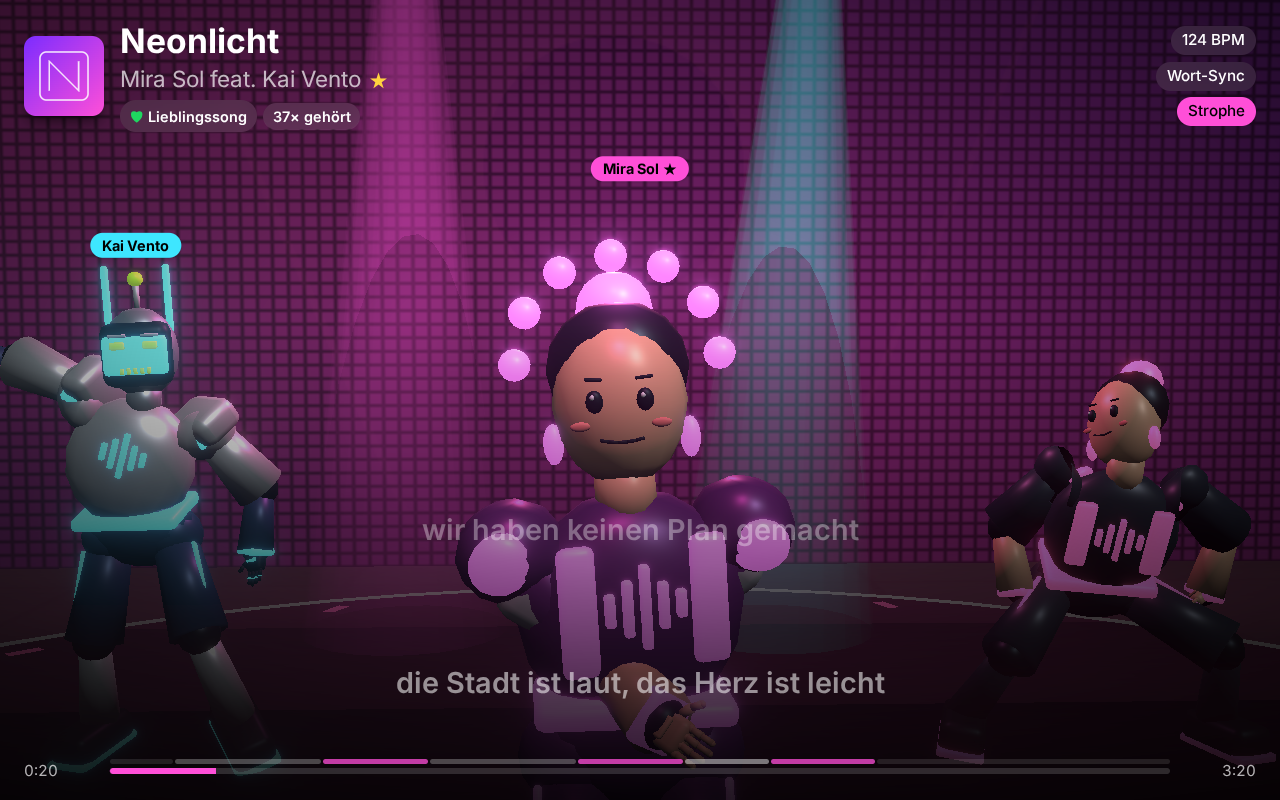 N
Neonlicht
Mira Sol feat. Kai Vento ★
Lieblingssong
37× gehört
124 BPM
Wort-Sync
Strophe
Mira Sol ★
Kai Vento
wir haben keinen Plan gemacht
die Stadt ist laut, das Herz ist leicht
0:20
3:20